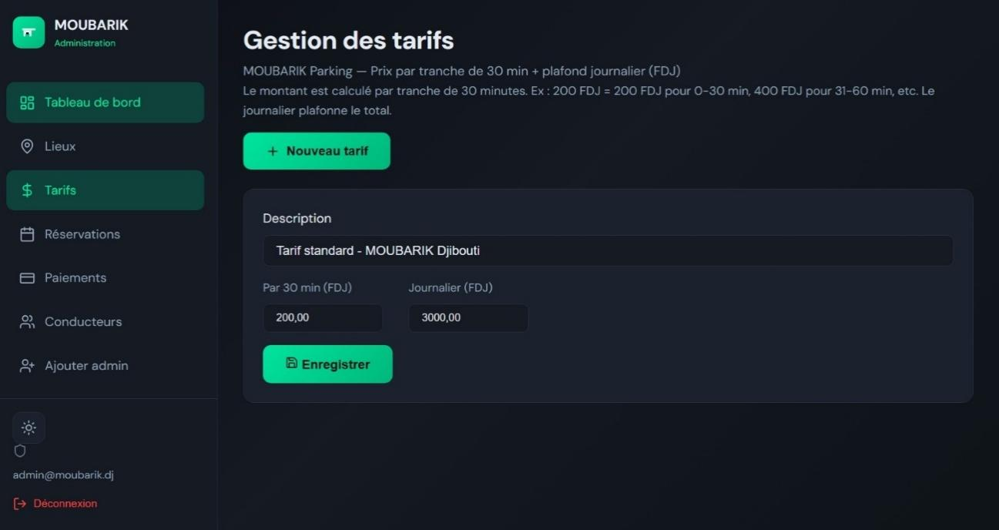 MOUBARIK
Administration
Tableau de bord
Lieux
Tarifs
Réservations
Paiements
Conducteurs
Ajouter admin
admin@moubarik.dj
Déconnexion
Gestion des tarifs
MOUBARIK Parking — Prix par tranche de 30 min + plafond journalier (FDJ)
Le montant est calculé par tranche de 30 minutes. Ex : 200 FDJ = 200 FDJ pour 0-30 min, 400 FDJ pour 31-60 min, etc. Le
journalier plafonne le total.
+ Nouveau tarif
Description
Tarif standard - MOUBARIK Djibouti
Par 30 min (FDJ) Journalier (FDJ)
200,00 3000,00
Enregistrer